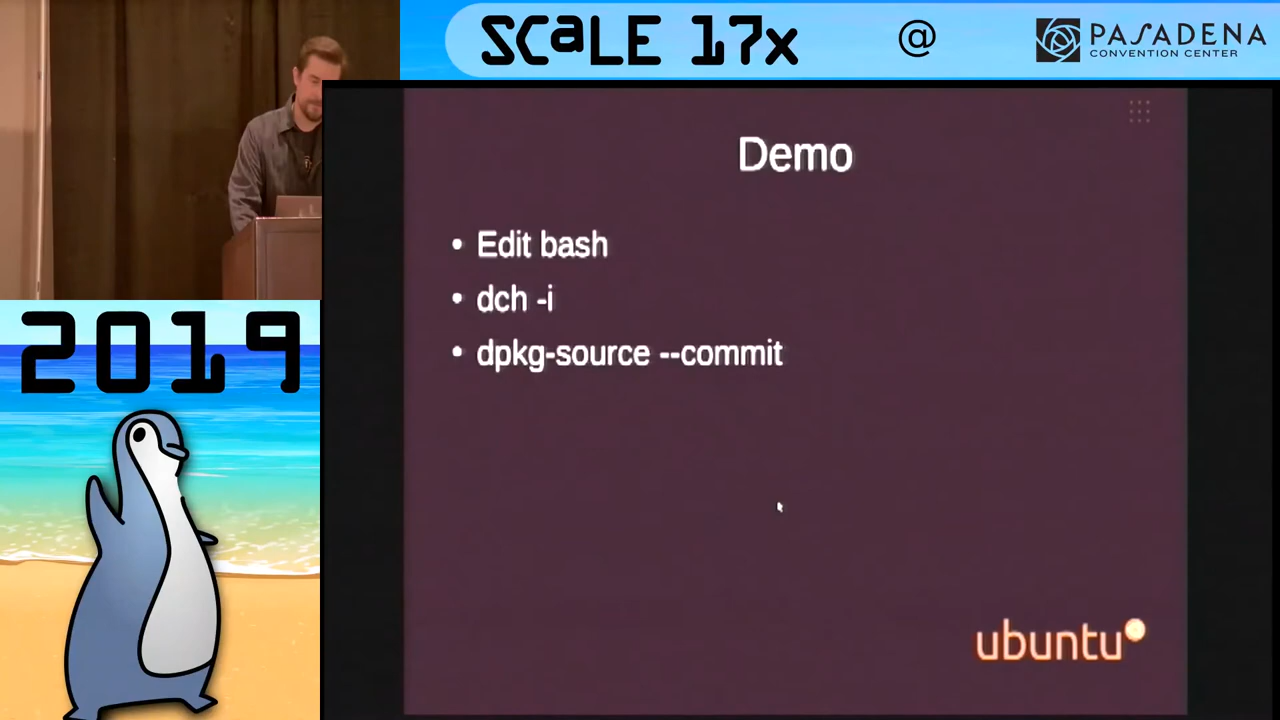 SCaLE 17x
@
PASADENA
CONVENTION CENTER
Demo
• Edit bash
• dch -i
• dpkg-source --commit
ubuntu
2019